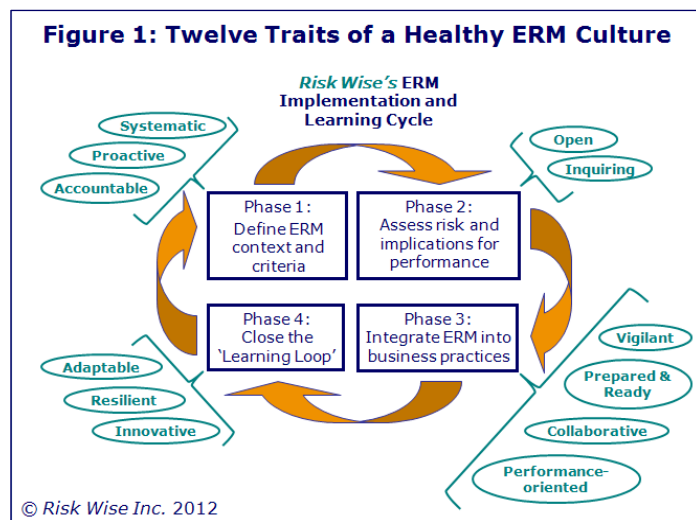 Figure 1: Twelve Traits of a Healthy ERM Culture
Risk Wise's ERM
Implementation and
Learning Cycle
Systematic
Proactive
Accountable
Open
Inquiring
Phase 1:
Define ERM
context and
criteria
Phase 2:
Assess risk and
implications for
performance
Phase 4:
Close the
'Learning Loop'
Phase 3:
Integrate ERM into
business practices
Adaptable
Resilient
Innovative
Vigilant
Prepared &
Ready
Collaborative
Performance-
oriented
© Risk Wise Inc. 2012